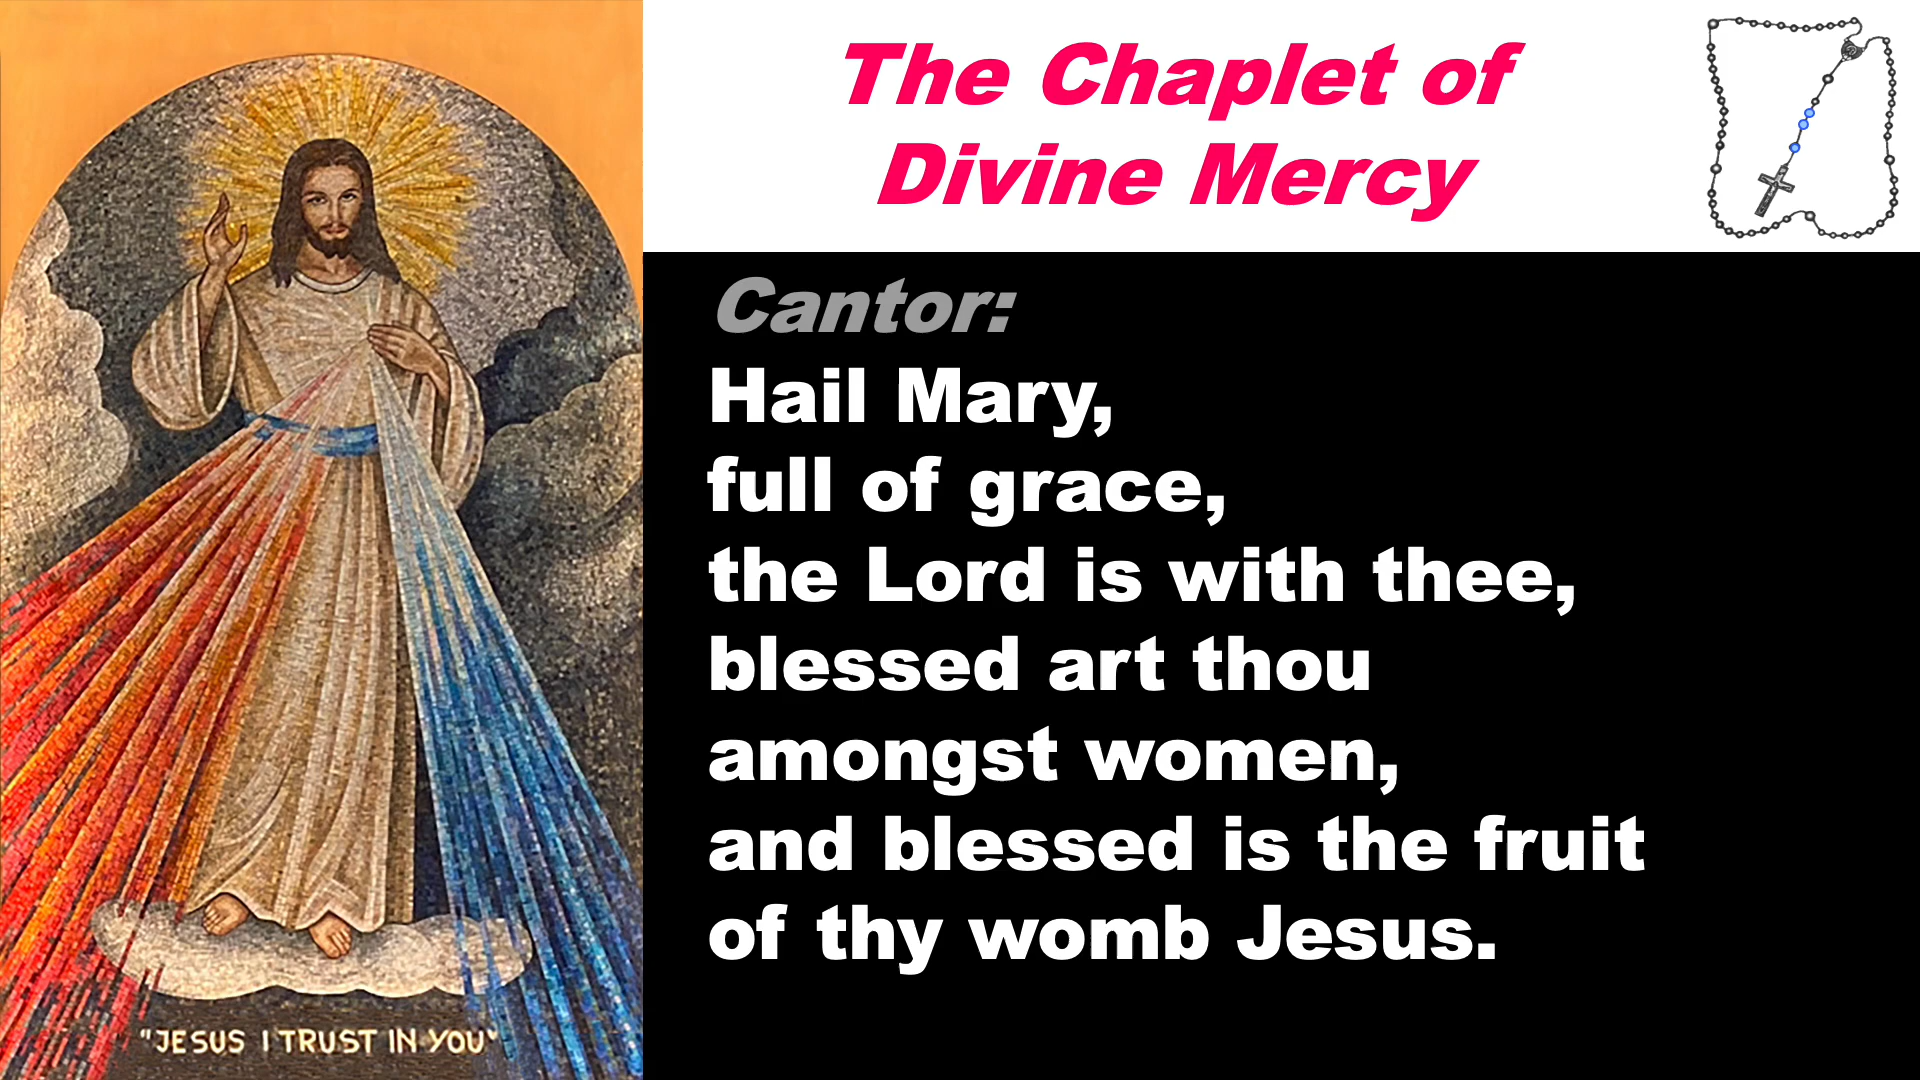 The Chaplet of
Divine Mercy
Cantor:
Hail Mary,
full of grace,
the Lord is with thee,
blessed art thou
amongst women,
and blessed is the fruit
of thy womb Jesus.
"JESUS I TRUST IN YOU"